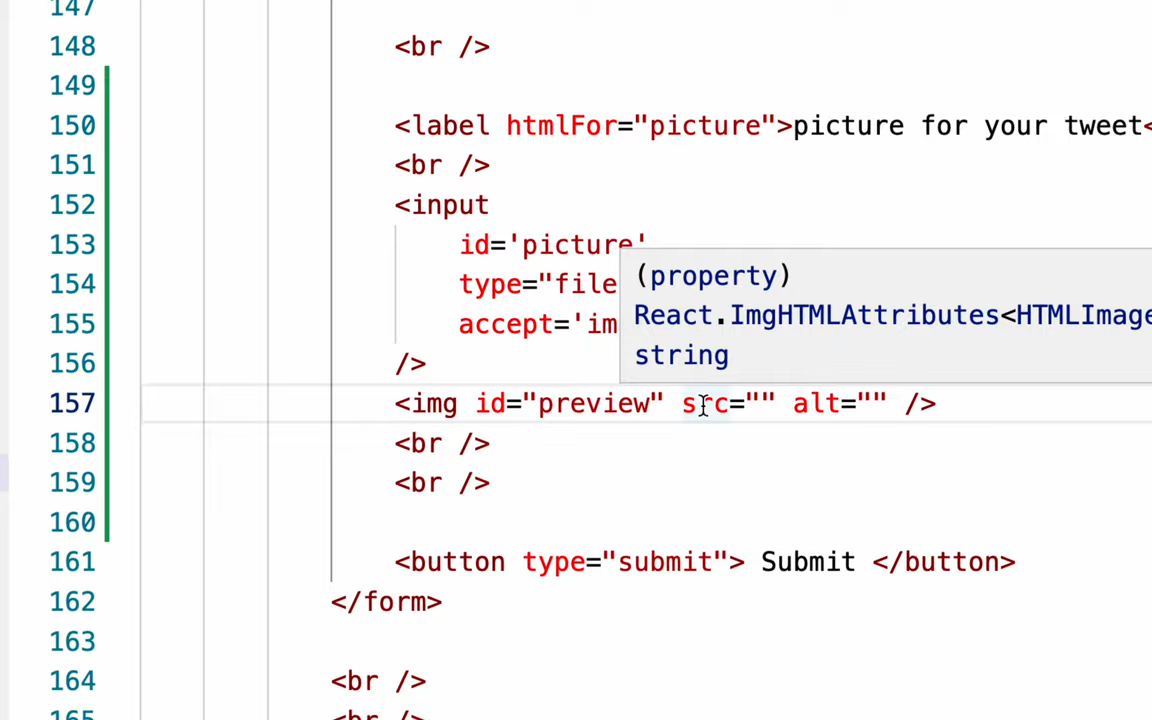 147
148 <br />
149
150 <label htmlFor="picture">picture for your tweet<
151 <br />
152 <input
153 id='picture'
154 type="file
155 accept='im
156 />
157 <img id="preview" src="" alt="" />
158 <br />
159 <br />
160
161 <button type="submit"> Submit </button>
162 </form>
163
164 <br />
165 <br />
(property)
React.ImgHTMLAttributes<HTMLImage
string